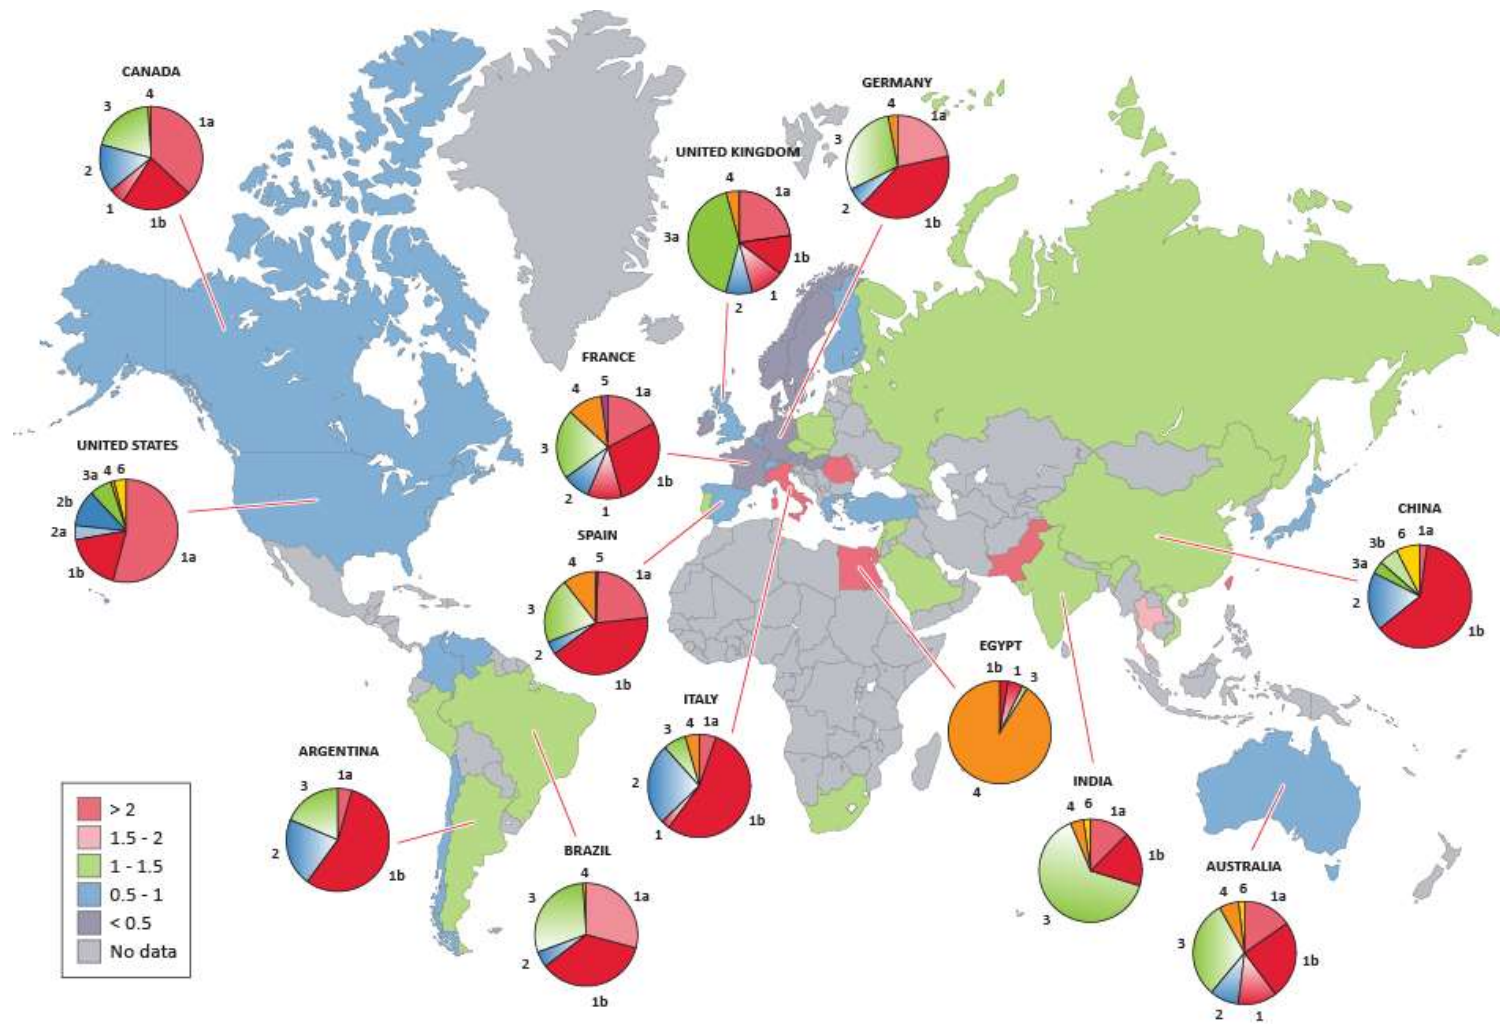 CANADA
4
3
1a
2
1
1b
GERMANY
4
1a
3
2
1b
UNITED KINGDOM
4
1a
3a
1b
2
1
FRANCE
5
4
1a
3
1b
2
1
UNITED STATES
3a 4 6
2b
2a
1b
1a
SPAIN
5
4
1a
3
2
1b
CHINA
6
1a
3b
3a
2
1b
EGYPT
1b 1 3
4
ITALY
3 4 1a
2
1
1b
ARGENTINA
3
1a
2
1b
BRAZIL
4
3
1a
2
1b
INDIA
4 6
1a
1b
3
AUSTRALIA
4 6
1a
3
1b
2
1
> 2
1.5 - 2
1 - 1.5
0.5 - 1
< 0.5
No data